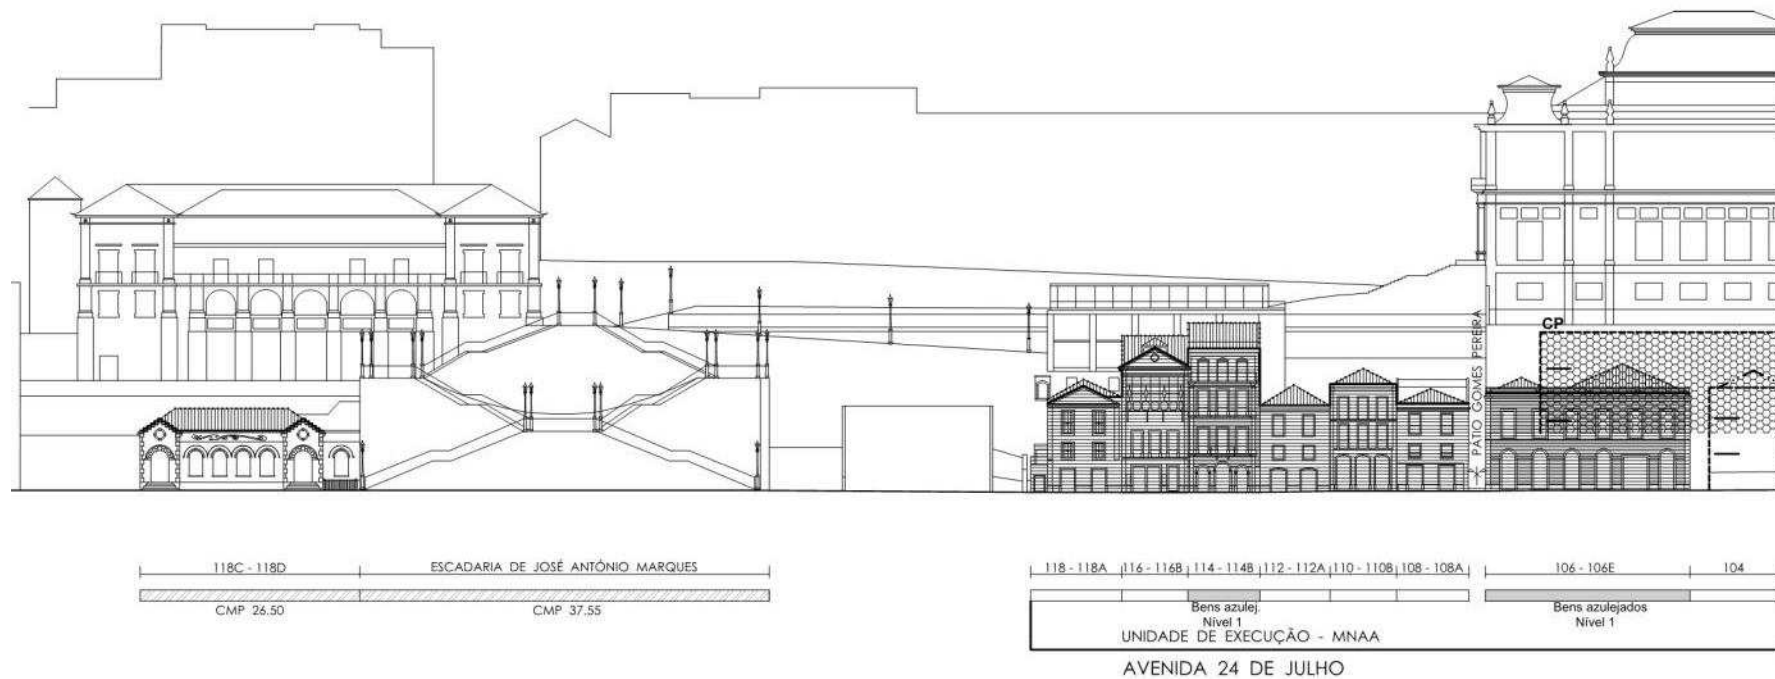 CP
PÁTIO GOMES PEREIRA
118C - 118D
ESCADARIA DE JOSÉ ANTÓNIO MARQUES
118 - 118A
116 - 116B
114 - 114B
112 - 112A
110 - 110B
108 - 108A
106 - 106E
104
CMP 26.50
CMP 37.55
Bens azulej.
Nível 1
Bens azulejados
Nível 1
UNIDADE DE EXECUÇÃO - MNAA
AVENIDA 24 DE JULHO